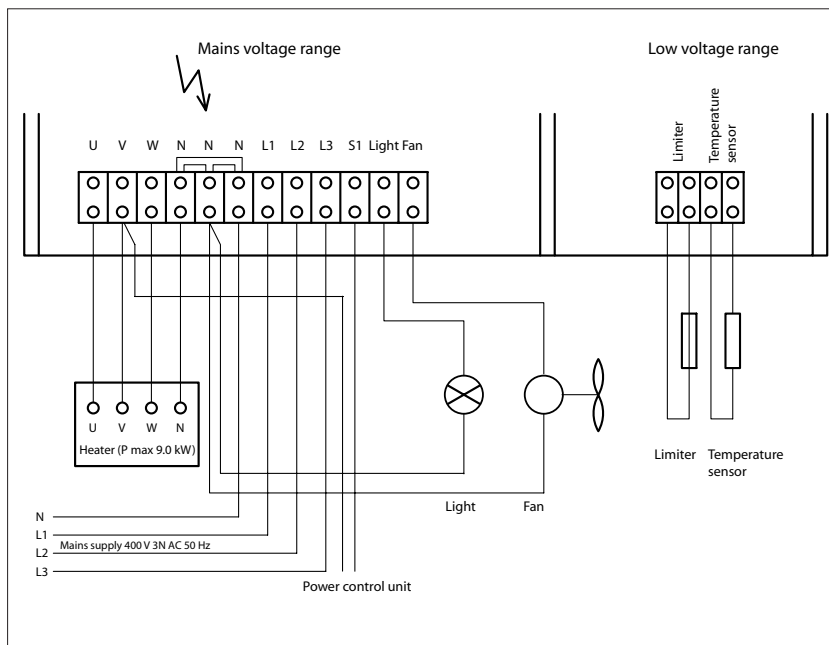 Mains voltage range
Low voltage range
Limiter
Temperature
sensor
U V W N N N L1 L2 L3 S1 Light Fan
U V W N
Heater (P max 9.0 kW)
Limiter
Temperature
sensor
Light
Fan
N
L1
Mains supply 400 V 3N AC 50 Hz
L2
L3
Power control unit